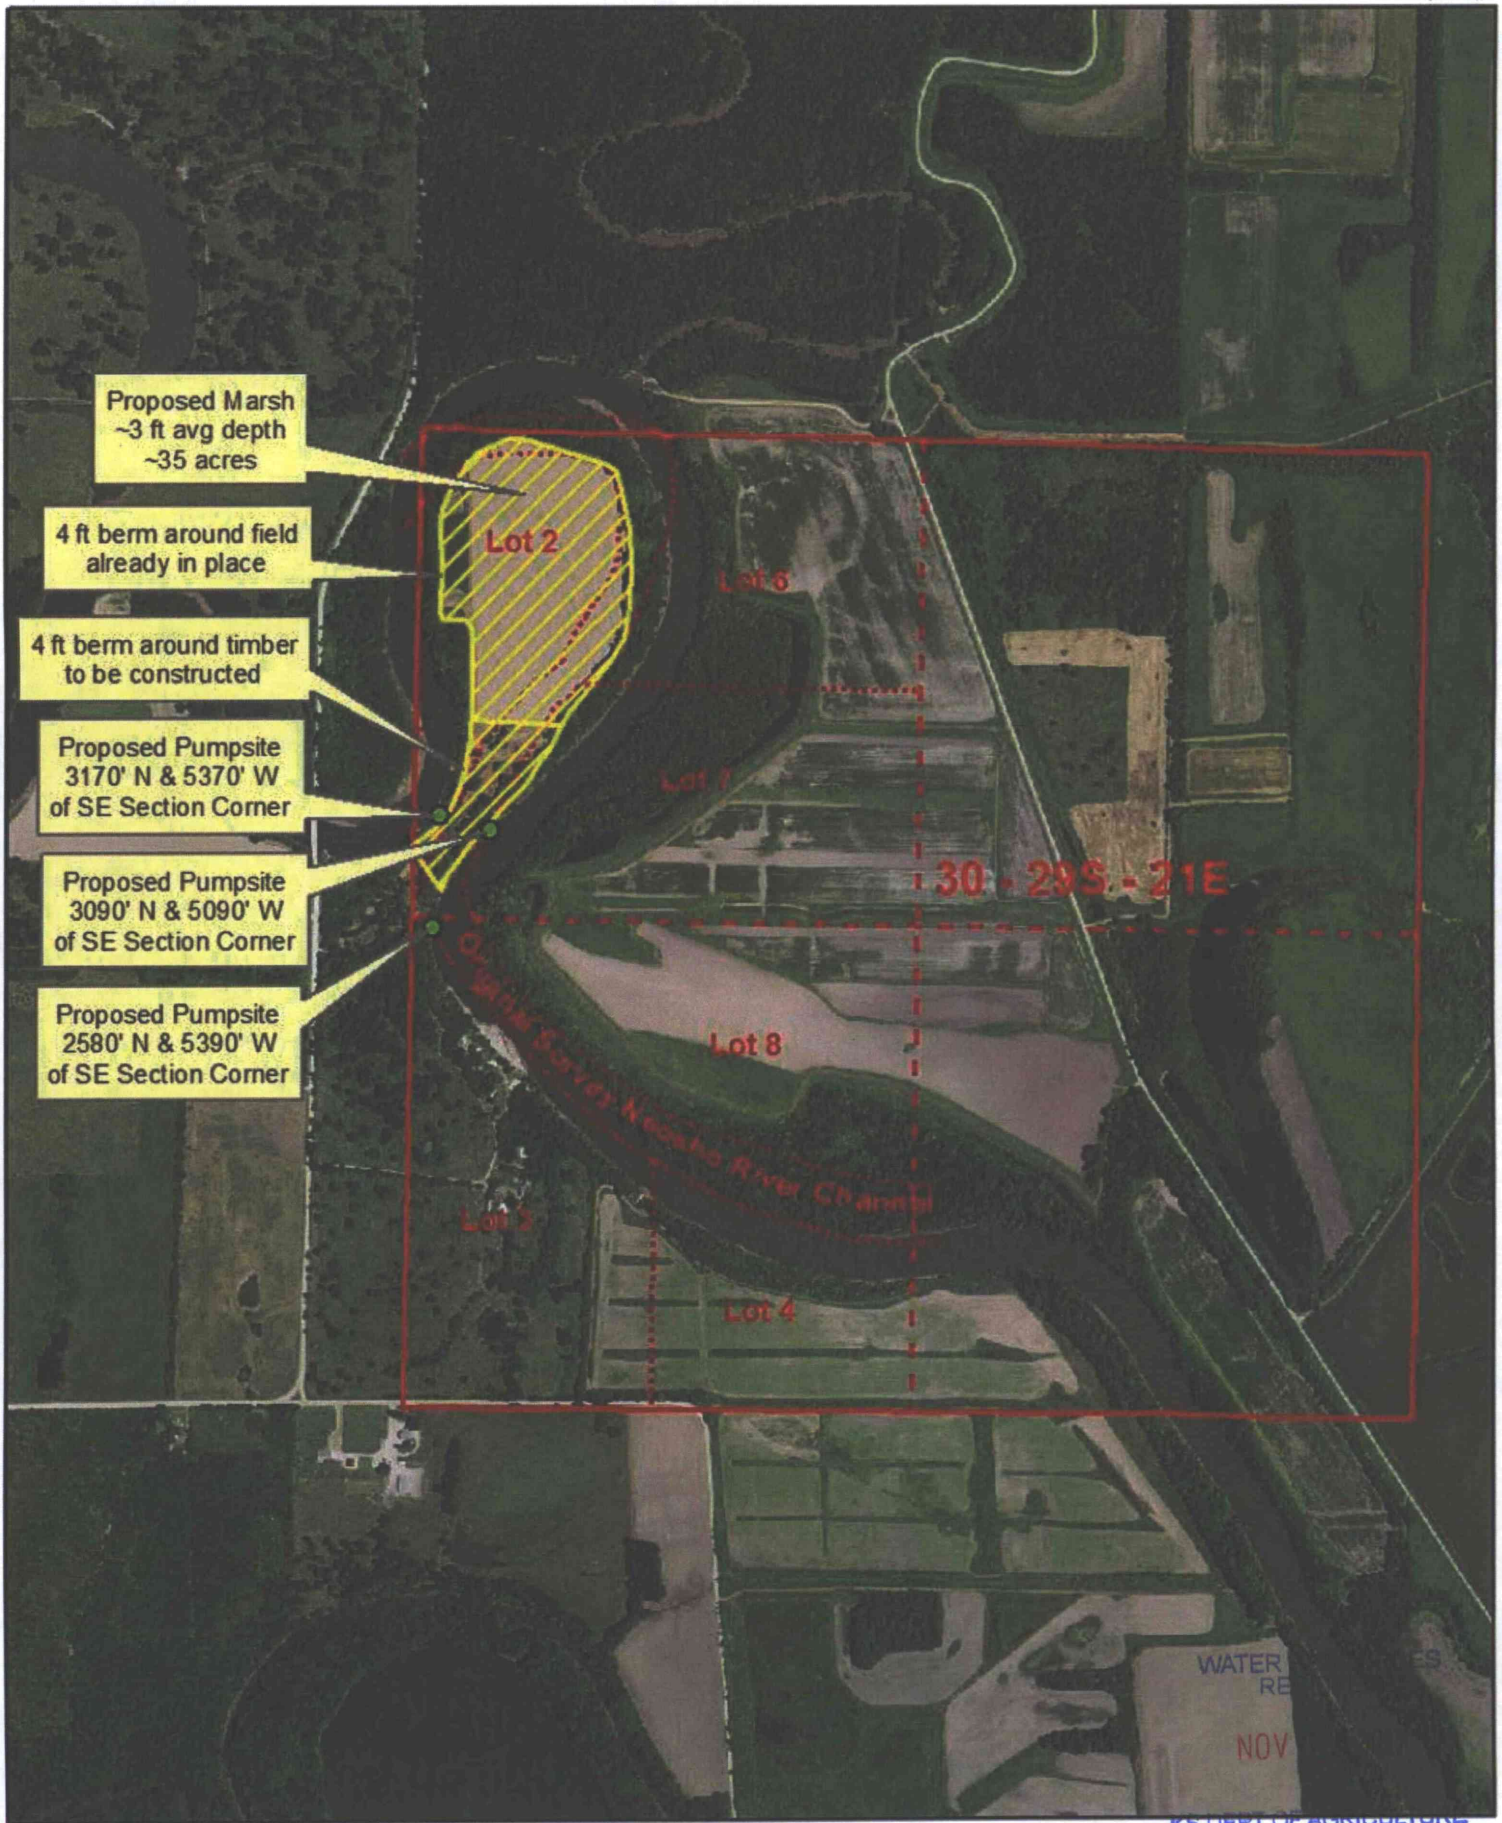 Proposed Marsh
~3 ft avg depth
~35 acres
4 ft berm around field
already in place
4 ft berm around timber
to be constructed
Proposed Pumpsite
3170' N & 5370' W
of SE Section Corner
Proposed Pumpsite
3090' N & 5090' W
of SE Section Corner
Proposed Pumpsite
2580' N & 5390' W
of SE Section Corner
Lot 2
Lot 6
Lot 7
30 - 29S - 21E
Lot 8
Original Survey Neosho River Channel
Lot 3
Lot 4
WATER
NOV
DEPT OF AGRICULTURE